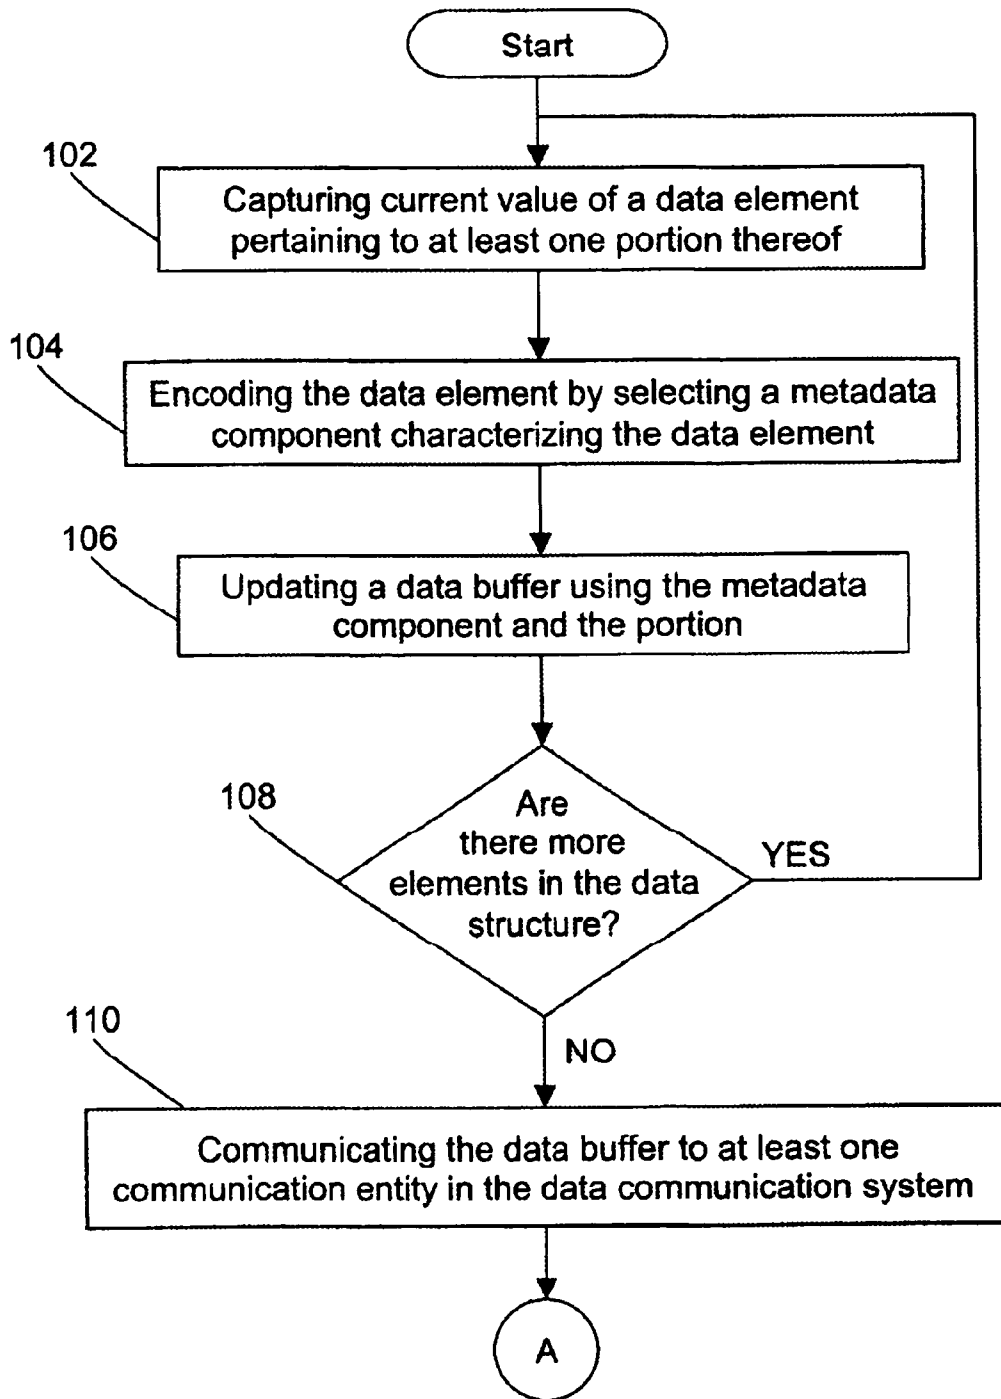 Start
102
Capturing current value of a data element
pertaining to at least one portion thereof
104
Encoding the data element by selecting a metadata
component characterizing the data element
106
Updating a data buffer using the metadata
component and the portion
108
Are
there more
elements in the data
structure?
YES
NO
110
Communicating the data buffer to at least one
communication entity in the data communication system
A